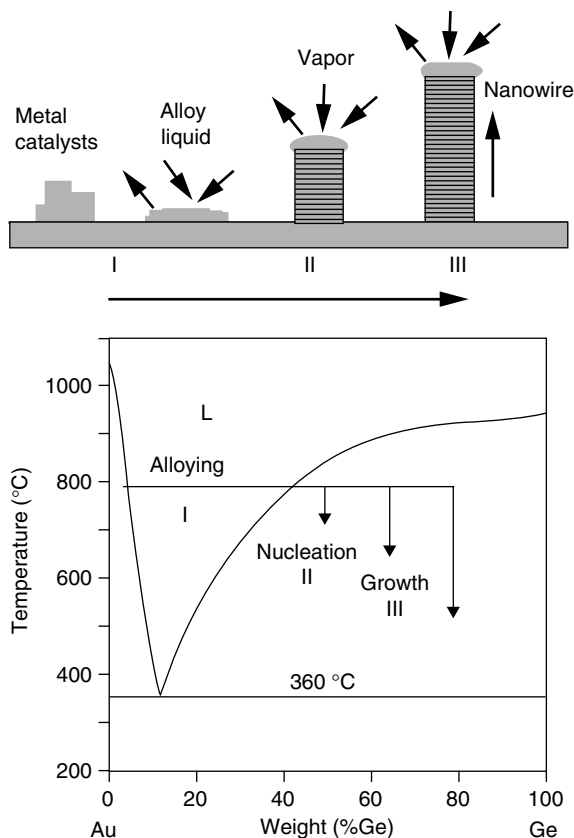 Vapor
Metal
catalysts
Alloy
liquid
Nanowire
I
II
III
1000
800
600
400
200
Temperature (°C)
L
Alloying
I
Nucleation
II
Growth
III
360 °C
0
20
40
60
80
100
Au
Weight (%Ge)
Ge